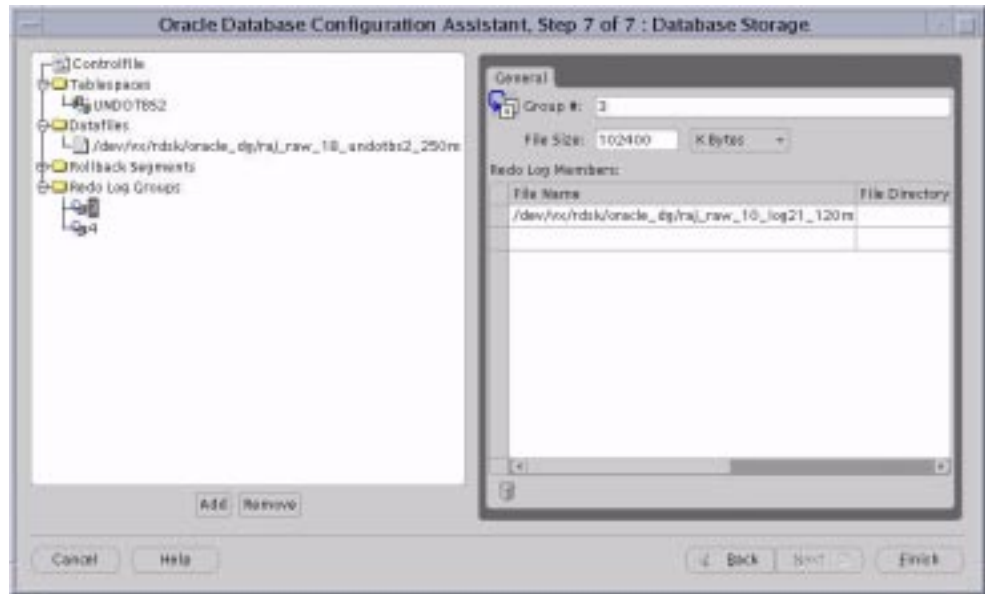 Oracle Database Configuration Assistant, Step 7 of 7 : Database Storage
Controlfile
Tablespaces
UNDOTBS2
Datafiles
/dev/vx/rdsk/oracle_dg/raj_raw_18_undotbs2_250m
Rollback Segments
Redo Log Groups
3
4
Add Remove
General
Group #: 3
File Size: 102400 K Bytes
Redo Log Members:
File Name File Directory
/dev/vx/rdsk/oracle_dg/raj_raw_18_log21_120m
Cancel Help Back Next Finish